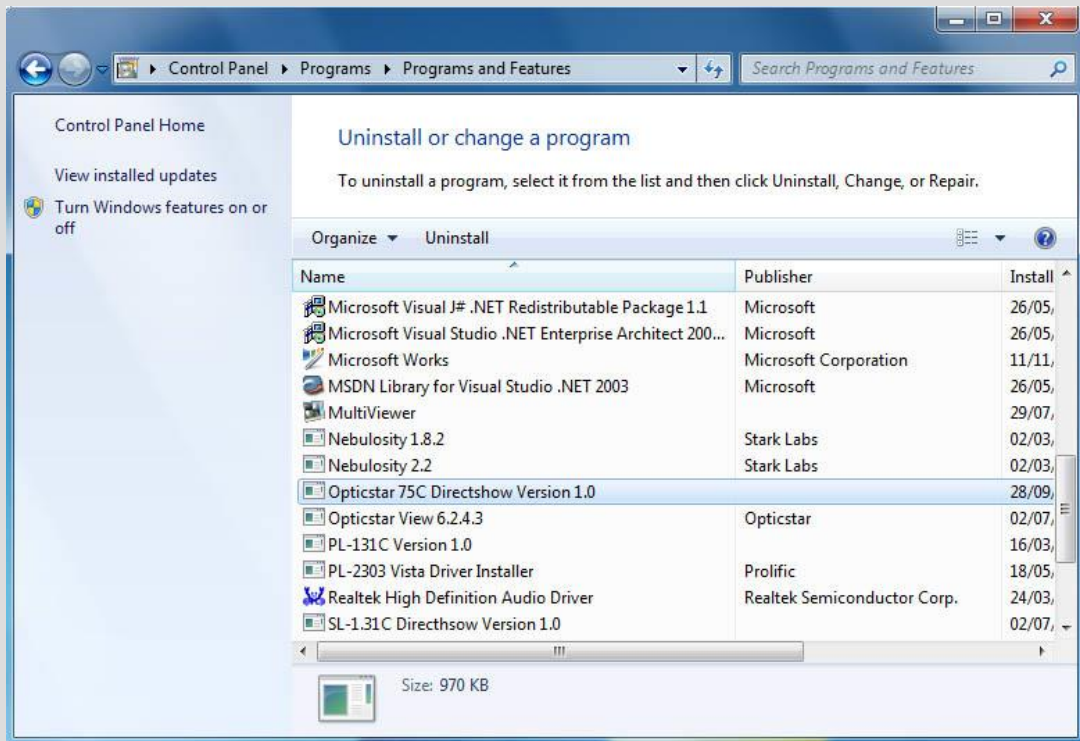 Control Panel ▸ Programs ▸ Programs and Features
Search Programs and Features
Control Panel Home
View installed updates
Turn Windows features on or
off
Uninstall or change a program
To uninstall a program, select it from the list and then click Uninstall, Change, or Repair.
Organize Uninstall
Name Publisher Install
Microsoft Visual J# .NET Redistributable Package 1.1 Microsoft 26/05,
Microsoft Visual Studio .NET Enterprise Architect 200... Microsoft 26/05,
Microsoft Works Microsoft Corporation 11/11,
MSDN Library for Visual Studio .NET 2003 Microsoft 26/05,
MultiViewer 29/07,
Nebulosity 1.8.2 Stark Labs 02/03,
Nebulosity 2.2 Stark Labs 02/03,
Opticstar 75C Directshow Version 1.0 28/09,
Opticstar View 6.2.4.3 Opticstar 02/07,
PL-131C Version 1.0 16/03,
PL-2303 Vista Driver Installer Prolific 18/05,
Realtek High Definition Audio Driver Realtek Semiconductor Corp. 24/03,
SL-1.31C Directhsow Version 1.0 02/07,
Size: 970 KB